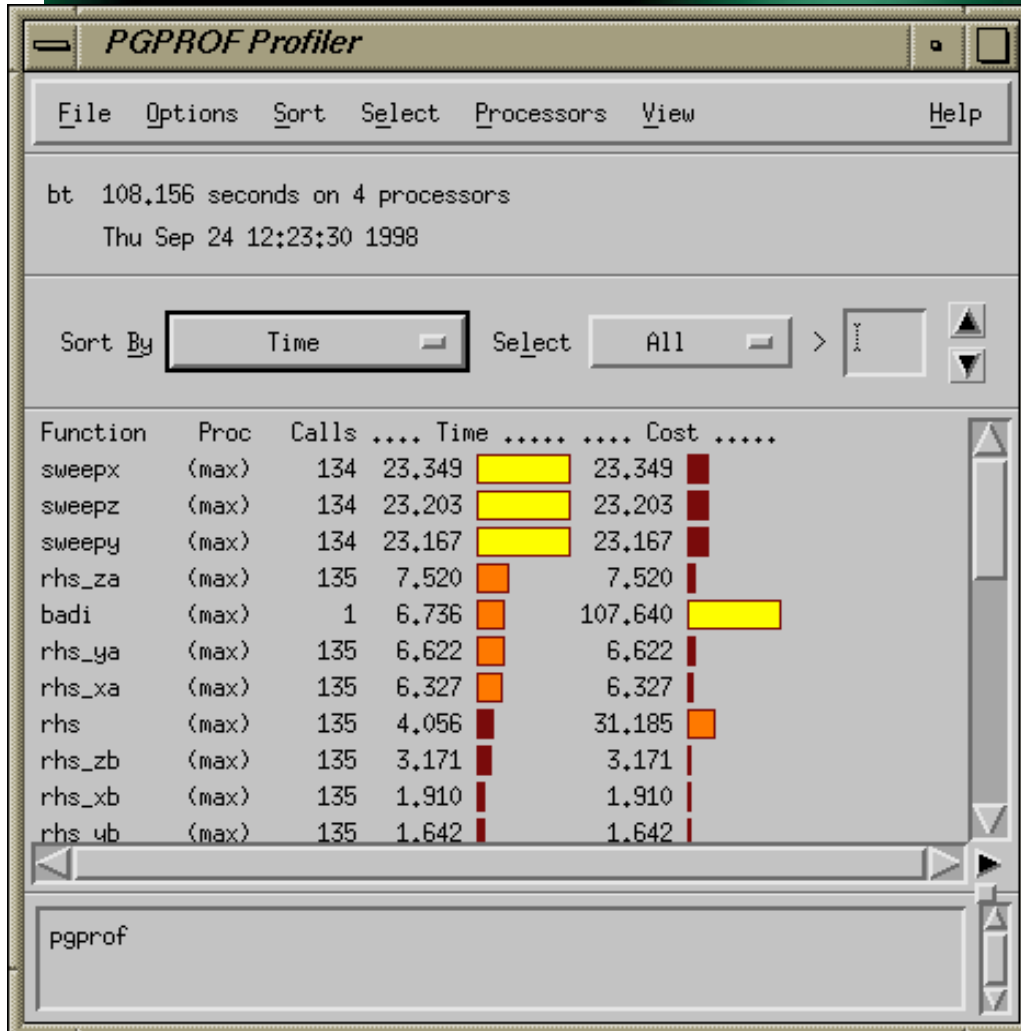 PGPROF Profiler
File Options Sort Select Processors View Help
bt 108.156 seconds on 4 processors
Thu Sep 24 12:23:30 1998
Sort By Time Select All >
Function Proc Calls .... Time ..... .... Cost .....
sweepx (max) 134 23.349 23.349
sweepz (max) 134 23.203 23.203
sweepy (max) 134 23.167 23.167
rhs_za (max) 135 7.520 7.520
badi (max) 1 6.736 107.640
rhs_ya (max) 135 6.622 6.622
rhs_xa (max) 135 6.327 6.327
rhs (max) 135 4.056 31.185
rhs_zb (max) 135 3.171 3.171
rhs_xb (max) 135 1.910 1.910
rhs_yb (max) 135 1.642 1.642
pgprof